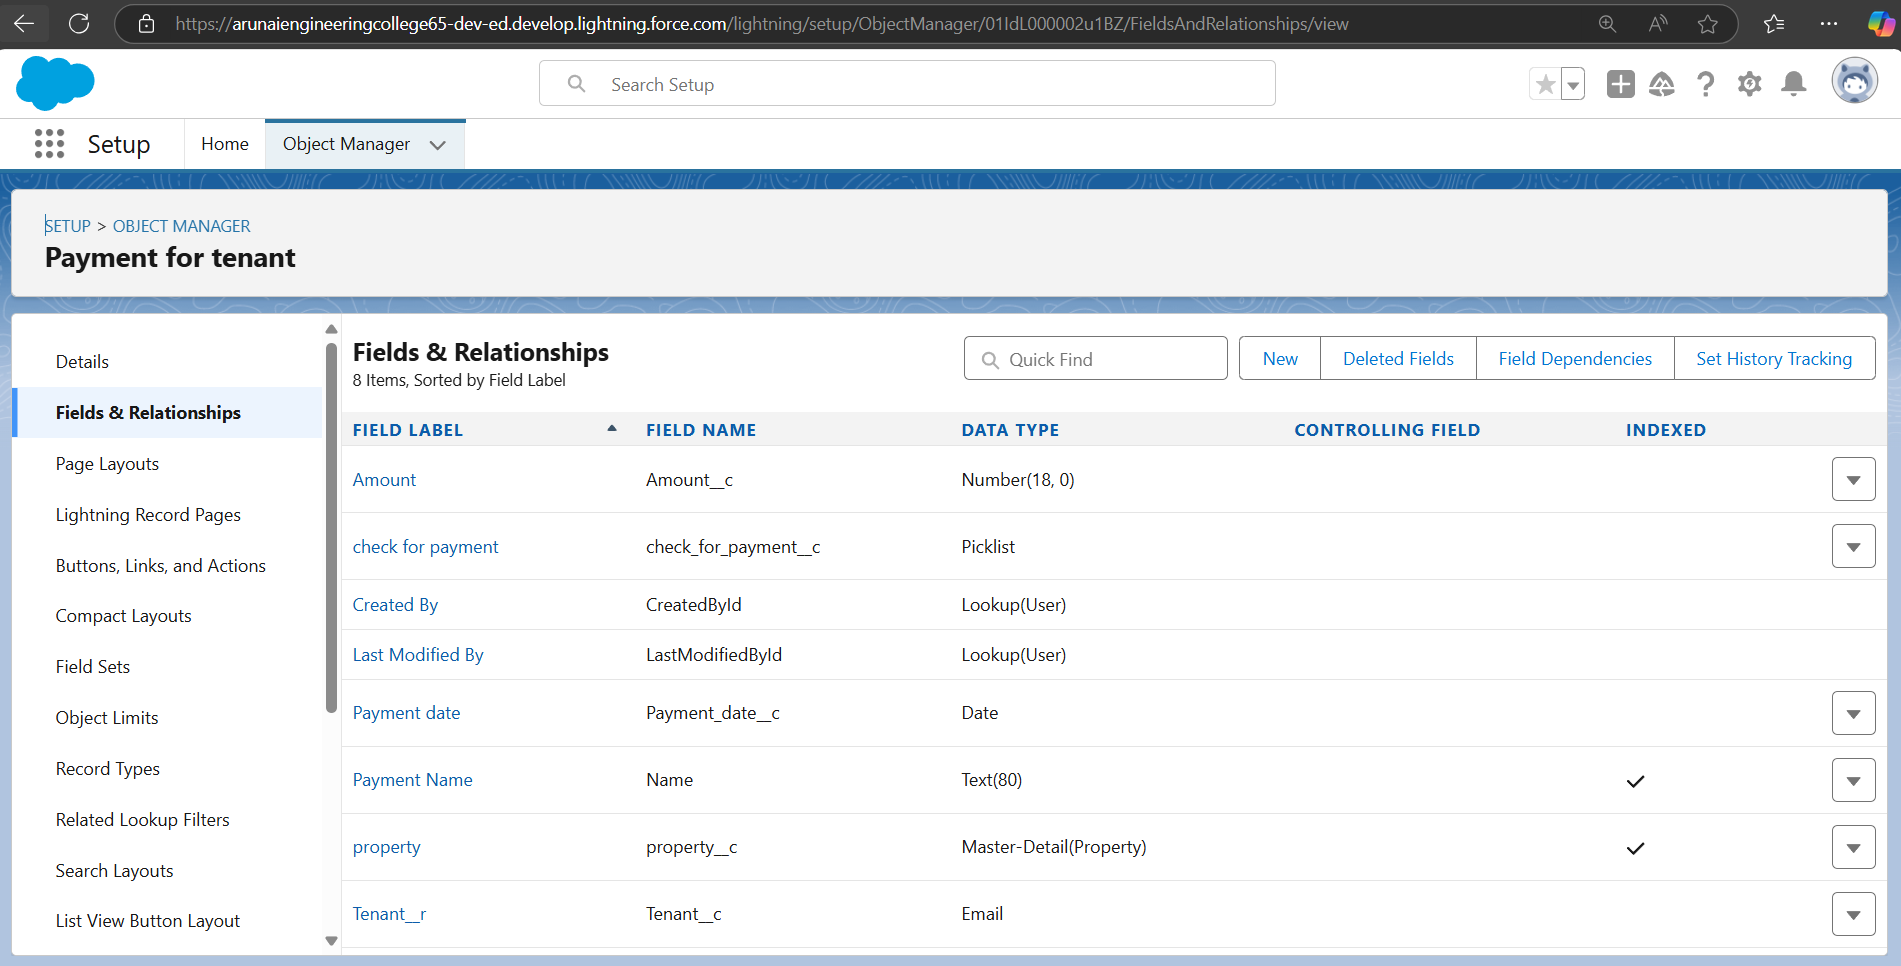 https://arunaiengineeringcollege65-dev-ed.develop.lightning.force.com/lightning/setup/ObjectManager/01IdL000002u1BZ/FieldsAndRelationships/view
Search Setup
Setup
Home
Object Manager
SETUP > OBJECT MANAGER
Payment for tenant
Details
Fields & Relationships
Page Layouts
Lightning Record Pages
Buttons, Links, and Actions
Compact Layouts
Field Sets
Object Limits
Record Types
Related Lookup Filters
Search Layouts
List View Button Layout
Fields & Relationships
8 Items, Sorted by Field Label
Quick Find
New
Deleted Fields
Field Dependencies
Set History Tracking
FIELD LABEL FIELD NAME DATA TYPE CONTROLLING FIELD INDEXED
Amount Amount__c Number(18, 0)
check for payment check_for_payment__c Picklist
Created By CreatedById Lookup(User)
Last Modified By LastModifiedById Lookup(User)
Payment date Payment_date__c Date
Payment Name Name Text(80)
property property__c Master-Detail(Property)
Tenant__r Tenant__c Email